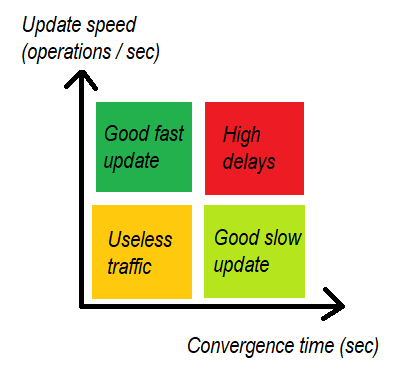 Update speed
(operations / sec)
Good fast
update
High
delays
Useless
traffic
Good slow
update
Convergence time (sec)